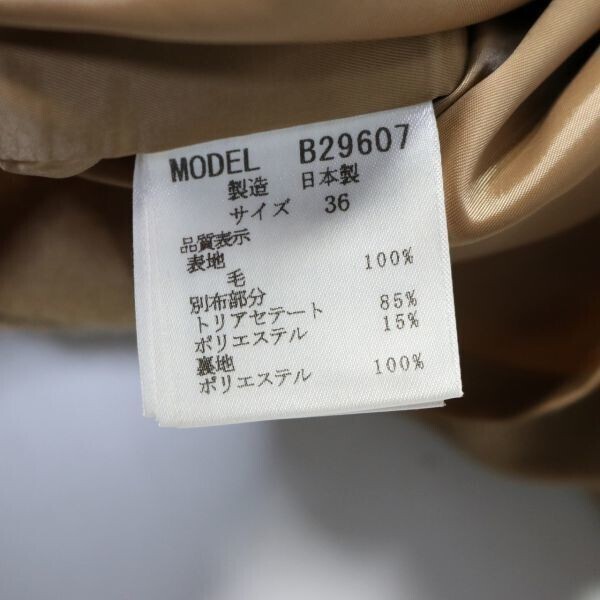 MODEL B29607
製造 日本製
サイズ 36
品質表示
表地 100%
毛
別布部分
トリアセテート 85%
ポリエステル 15%
裏地
ポリエステル 100%